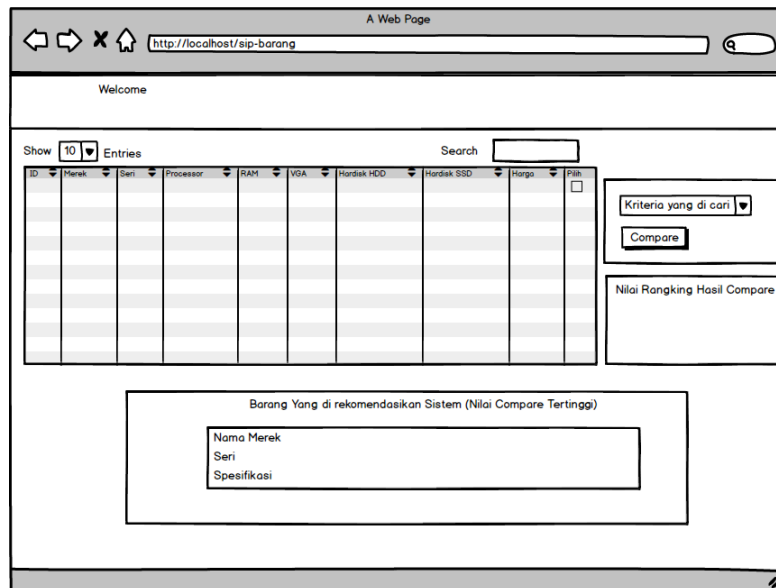 A Web Page
http://localhost/sip-barang
Welcome
Show 10 Entries
Search
ID Merek Seri Processor RAM VGA Hardisk HDD Hardisk SSD Harga Pilih
Kriteria yang di cari
Compare
Nilai Rangking Hasil Compare
Barang Yang di rekomendasikan Sistem (Nilai Compare Tertinggi)
Nama Merek
Seri
Spesifikasi